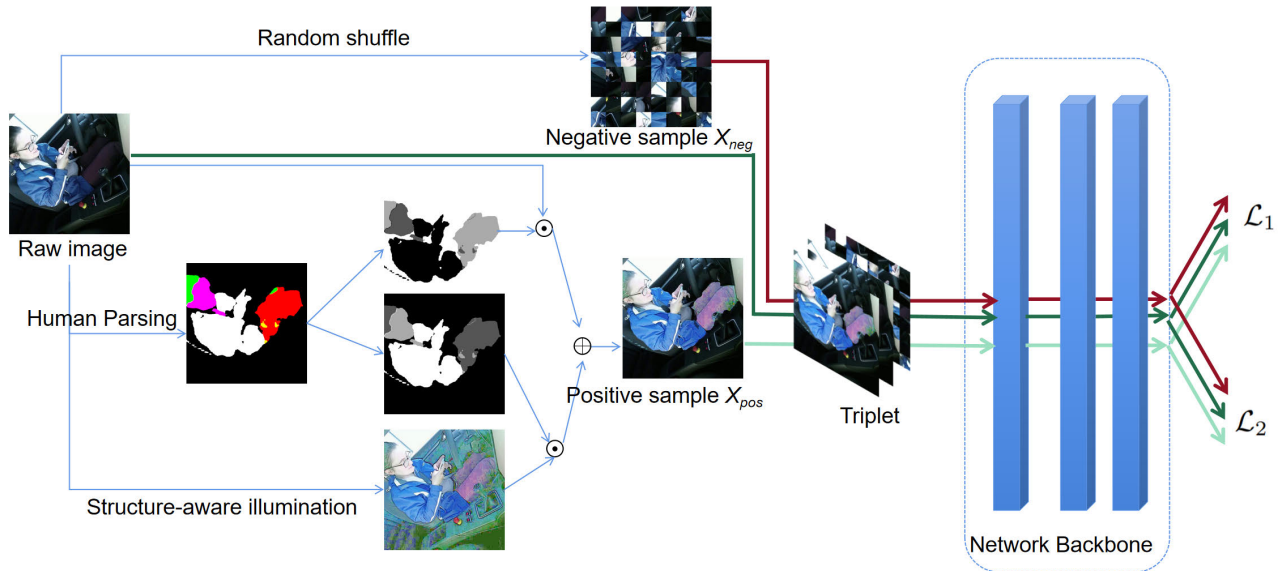 Random shuffle
Negative sample X_neg
Raw image
Human Parsing
Positive sample X_pos
Structure-aware illumination
Triplet
Network Backbone
ℒ₁
ℒ₂